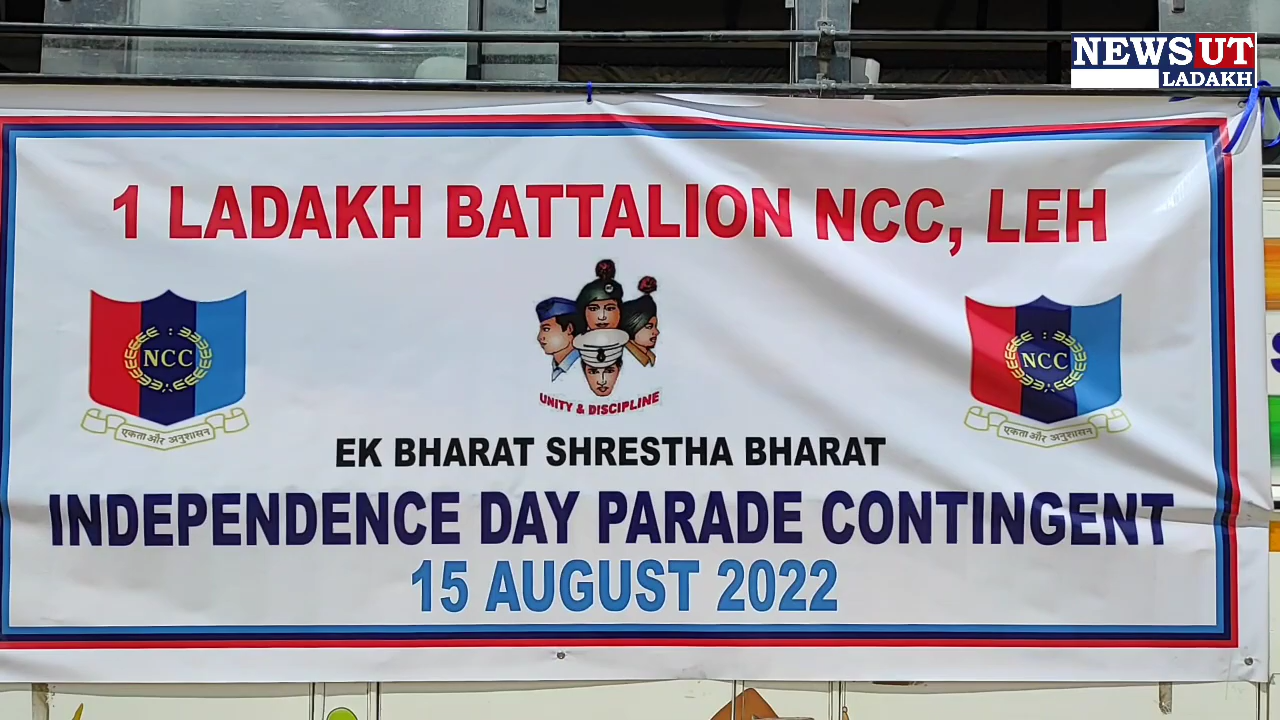 NEWS UT
LADAKH
1 LADAKH BATTALION NCC, LEH
NCC
एकता और अनुशासन
UNITY & DISCIPLINE
NCC
एकता और अनुशासन
EK BHARAT SHRESTHA BHARAT
INDEPENDENCE DAY PARADE CONTINGENT
15 AUGUST 2022